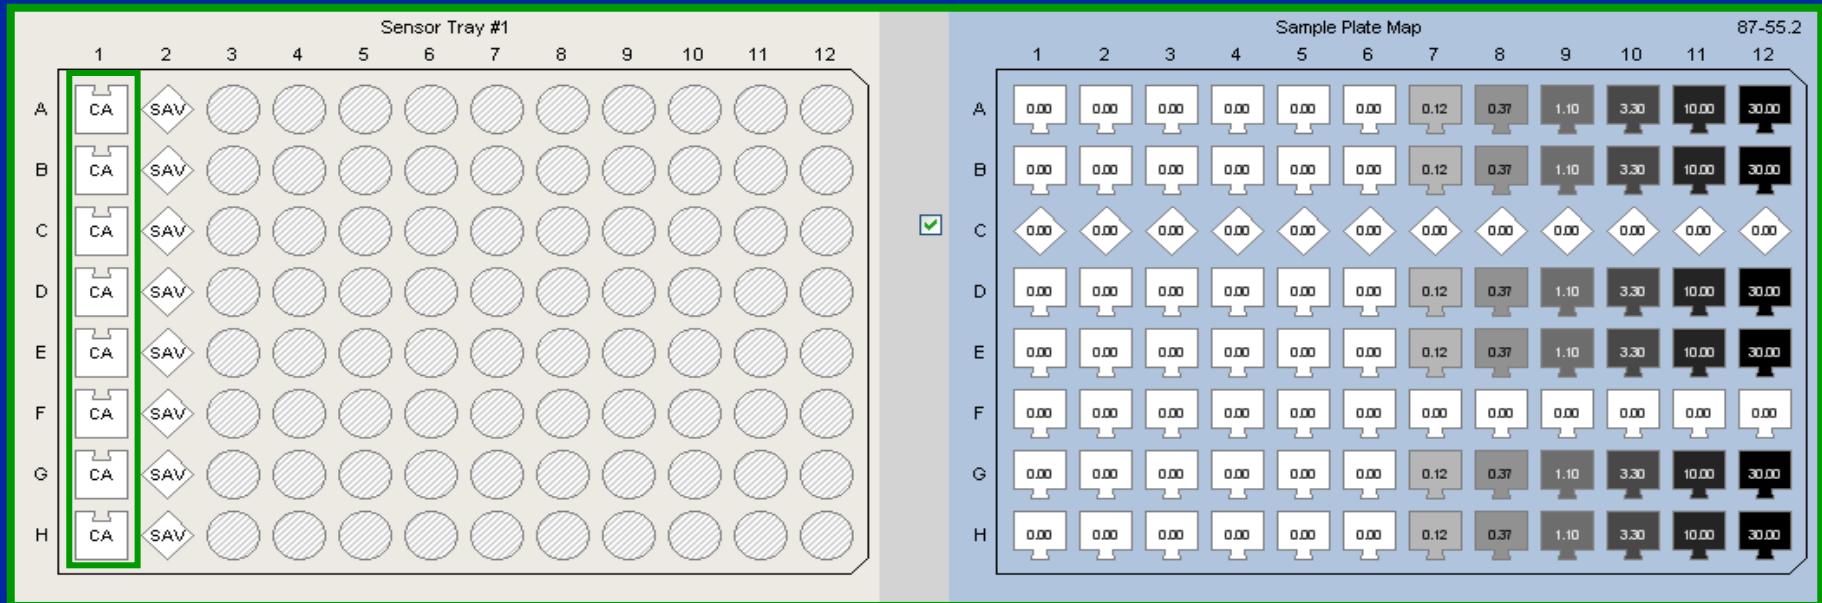 Sensor Tray #1
1 2 3 4 5 6 7 8 9 10 11 12
A CA SAV
B CA SAV
C CA SAV
D CA SAV
E CA SAV
F CA SAV
G CA SAV
H CA SAV
Sample Plate Map 87-55.2
1 2 3 4 5 6 7 8 9 10 11 12
A 0.00 0.00 0.00 0.00 0.00 0.00 0.12 0.37 1.10 3.30 10.00 30.00
B 0.00 0.00 0.00 0.00 0.00 0.00 0.12 0.37 1.10 3.30 10.00 30.00
C 0.00 0.00 0.00 0.00 0.00 0.00 0.00 0.00 0.00 0.00 0.00 0.00
D 0.00 0.00 0.00 0.00 0.00 0.00 0.12 0.37 1.10 3.30 10.00 30.00
E 0.00 0.00 0.00 0.00 0.00 0.00 0.12 0.37 1.10 3.30 10.00 30.00
F 0.00 0.00 0.00 0.00 0.00 0.00 0.00 0.00 0.00 0.00 0.00 0.00
G 0.00 0.00 0.00 0.00 0.00 0.00 0.12 0.37 1.10 3.30 10.00 30.00
H 0.00 0.00 0.00 0.00 0.00 0.00 0.12 0.37 1.10 3.30 10.00 30.00